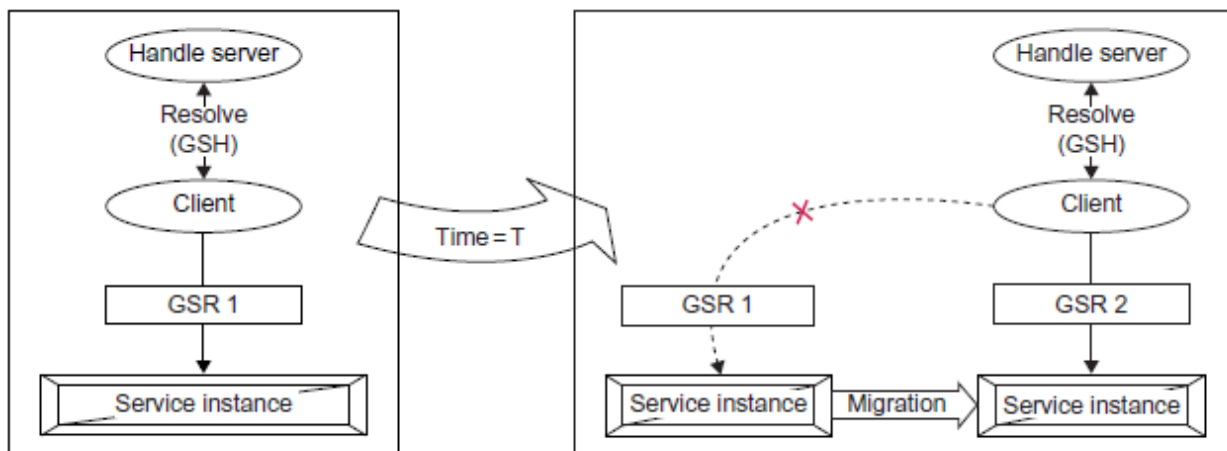 Handle server
Resolve
(GSH)
Client
GSR 1
Service instance
Time = T
Handle server
Resolve
(GSH)
Client
GSR 1
GSR 2
Service instance
Migration
Service instance